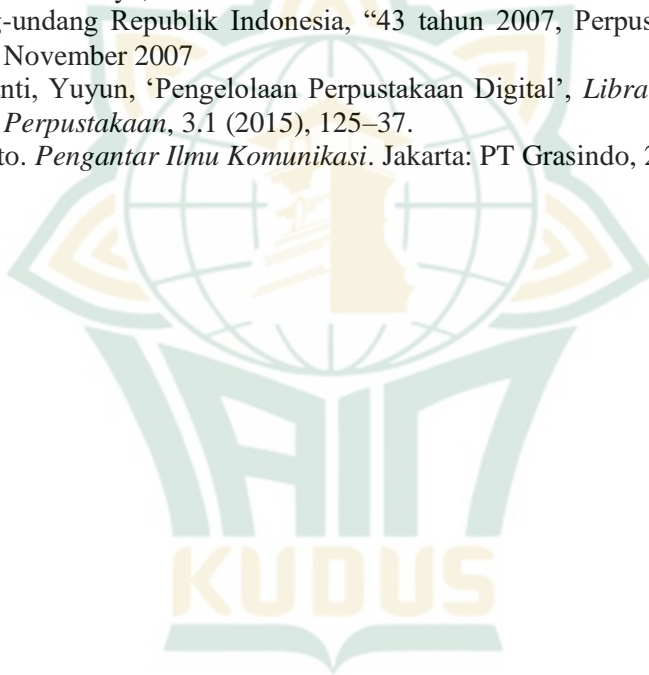 g-undang Republik Indonesia, “43 tahun 2007, Perpus
November 2007
nti, Yuyun, ‘Pengelolaan Perpustakaan Digital’, Libra
Perpustakaan, 3.1 (2015), 125–37.
to. Pengantar Ilmu Komunikasi. Jakarta: PT Grasindo, 2
IAIN
KUDUS